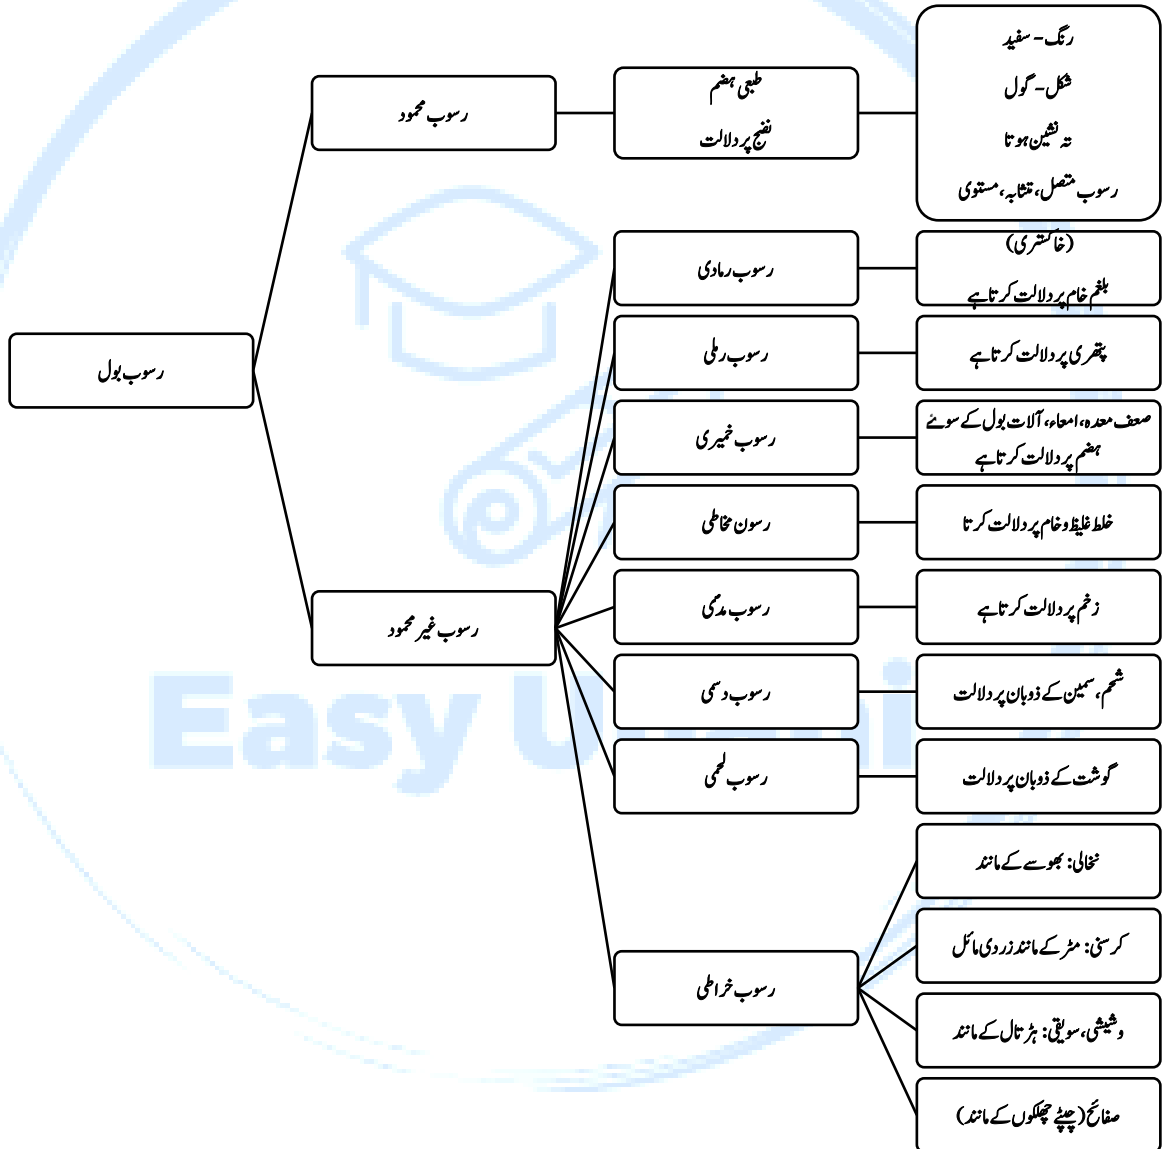 رسوب بول
رسوب محمود
طبعی ہضم
نضج پر دلالت
رنگ - سفید
شکل - گول
تہ نشین ہوتا
رسوب متصل، متشابہ، مستوی
رسوب غیر محمود
رسوب رمادی
(خاکستری)
بلغم خام پر دلالت کرتا ہے
رسوب رملی
پتھری پر دلالت کرتا ہے
رسوب خمیری
صعف معدہ، امعاء، آلات بول کے سوئے
ہضم پر دلالت کرتا ہے
رسون مخاطی
خلط غلیظ و خام پر دلالت کرتا
رسوب مدممی
زخم پر دلالت کرتا ہے
رسوب دسمی
شحم، سمین کے ذوبان پر دلالت
رسوب لحمی
گوشت کے ذوبان پر دلالت
رسوب خراطی
نخالی: بھوسے کے مانند
کرسنی: مٹر کے مانند زردی مائل
وشیشی، سویقی: ہڑتال کے مانند
صفائح (چپٹے چھلکوں کے مانند)
Easy